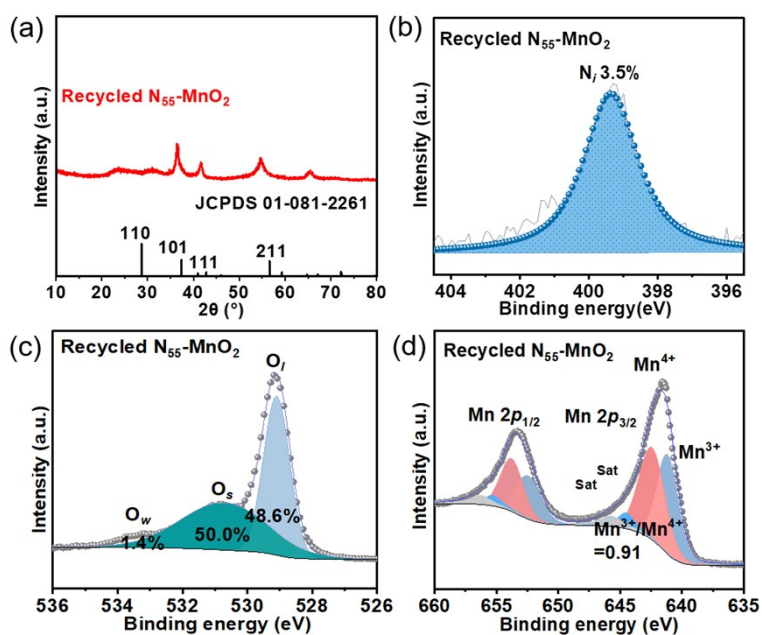 (a)
Intensity (a.u.)
Recycled N₅₅-MnO₂
JCPDS 01-081-2261
110
101
111
211
10 20 30 40 50 60 70 80
2θ (°)
(b)
Intensity (a.u.)
Recycled N₅₅-MnO₂
Nᵢ 3.5%
404 402 400 398 396
Binding energy(eV)
(c)
Intensity (a.u.)
Recycled N₅₅-MnO₂
Oₗ
Oₛ
O_w
1.4%
50.0%
48.6%
536 534 532 530 528 526
Binding energy(eV)
(d)
Intensity (a.u.)
Recycled N₅₅-MnO₂
Mn⁴⁺
Mn 2p₁/₂
Mn 2p₃/₂
Mn³⁺
Sat
Sat
Mn³⁺/Mn⁴⁺
=0.91
660 655 650 645 640 635
Binding energy(eV)